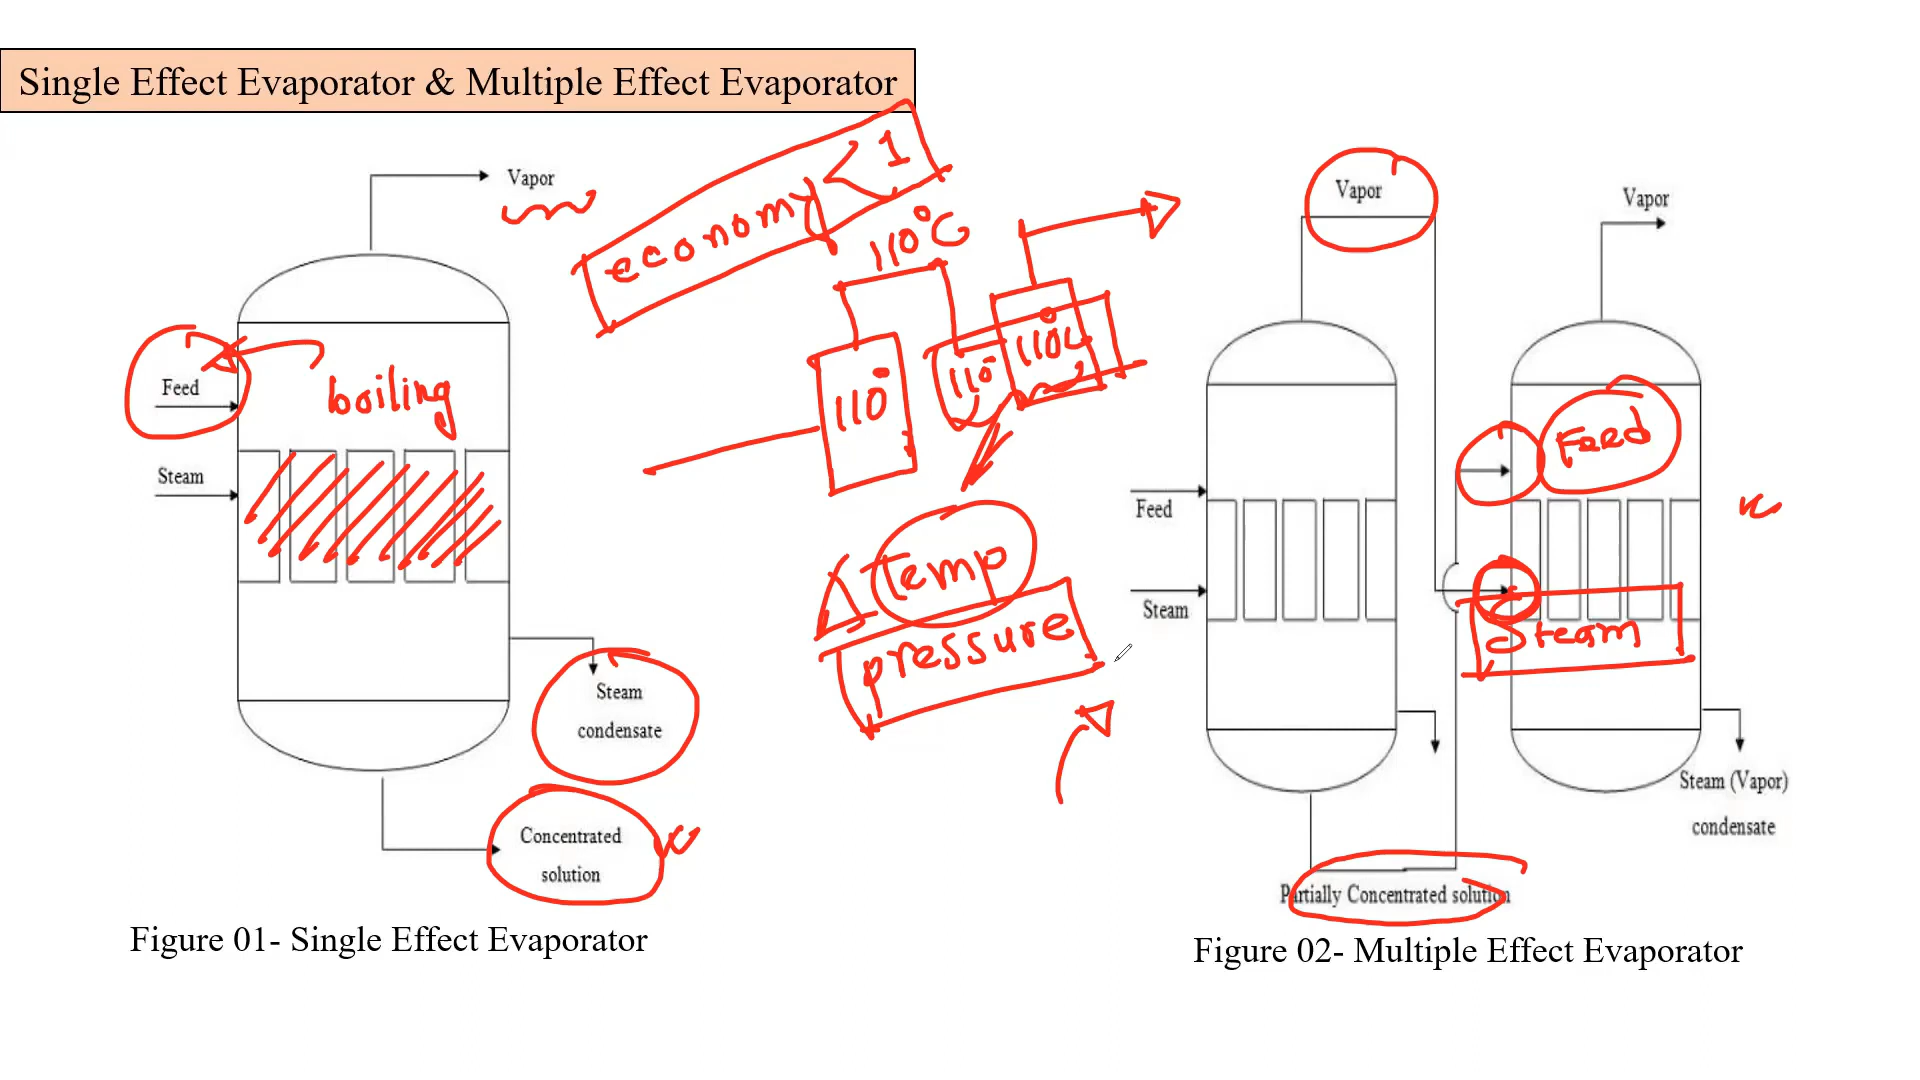 Single Effect Evaporator & Multiple Effect Evaporator
Vapor
Feed
boiling
Steam
Steam
condensate
Concentrated
solution
Figure 01- Single Effect Evaporator
economy < 1
110°C
110°
110°
110°C
Δ temp
pressure
Vapor
Vapor
Feed
Steam
Feed
Steam
Steam (Vapor)
condensate
Partially Concentrated solution
Figure 02- Multiple Effect Evaporator